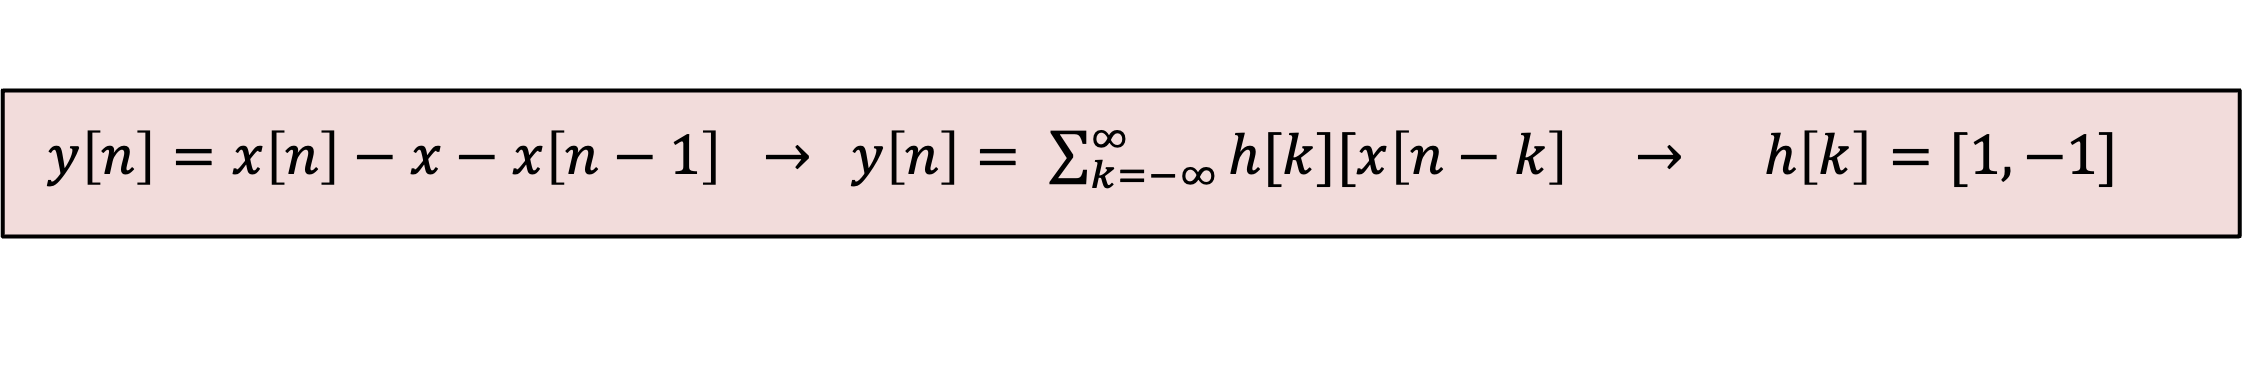 y[n] = x[n] − x − x[n − 1] → y[n] = ∑_{k=−∞}^{∞} h[k][x[n − k] → h[k] = [1, −1]